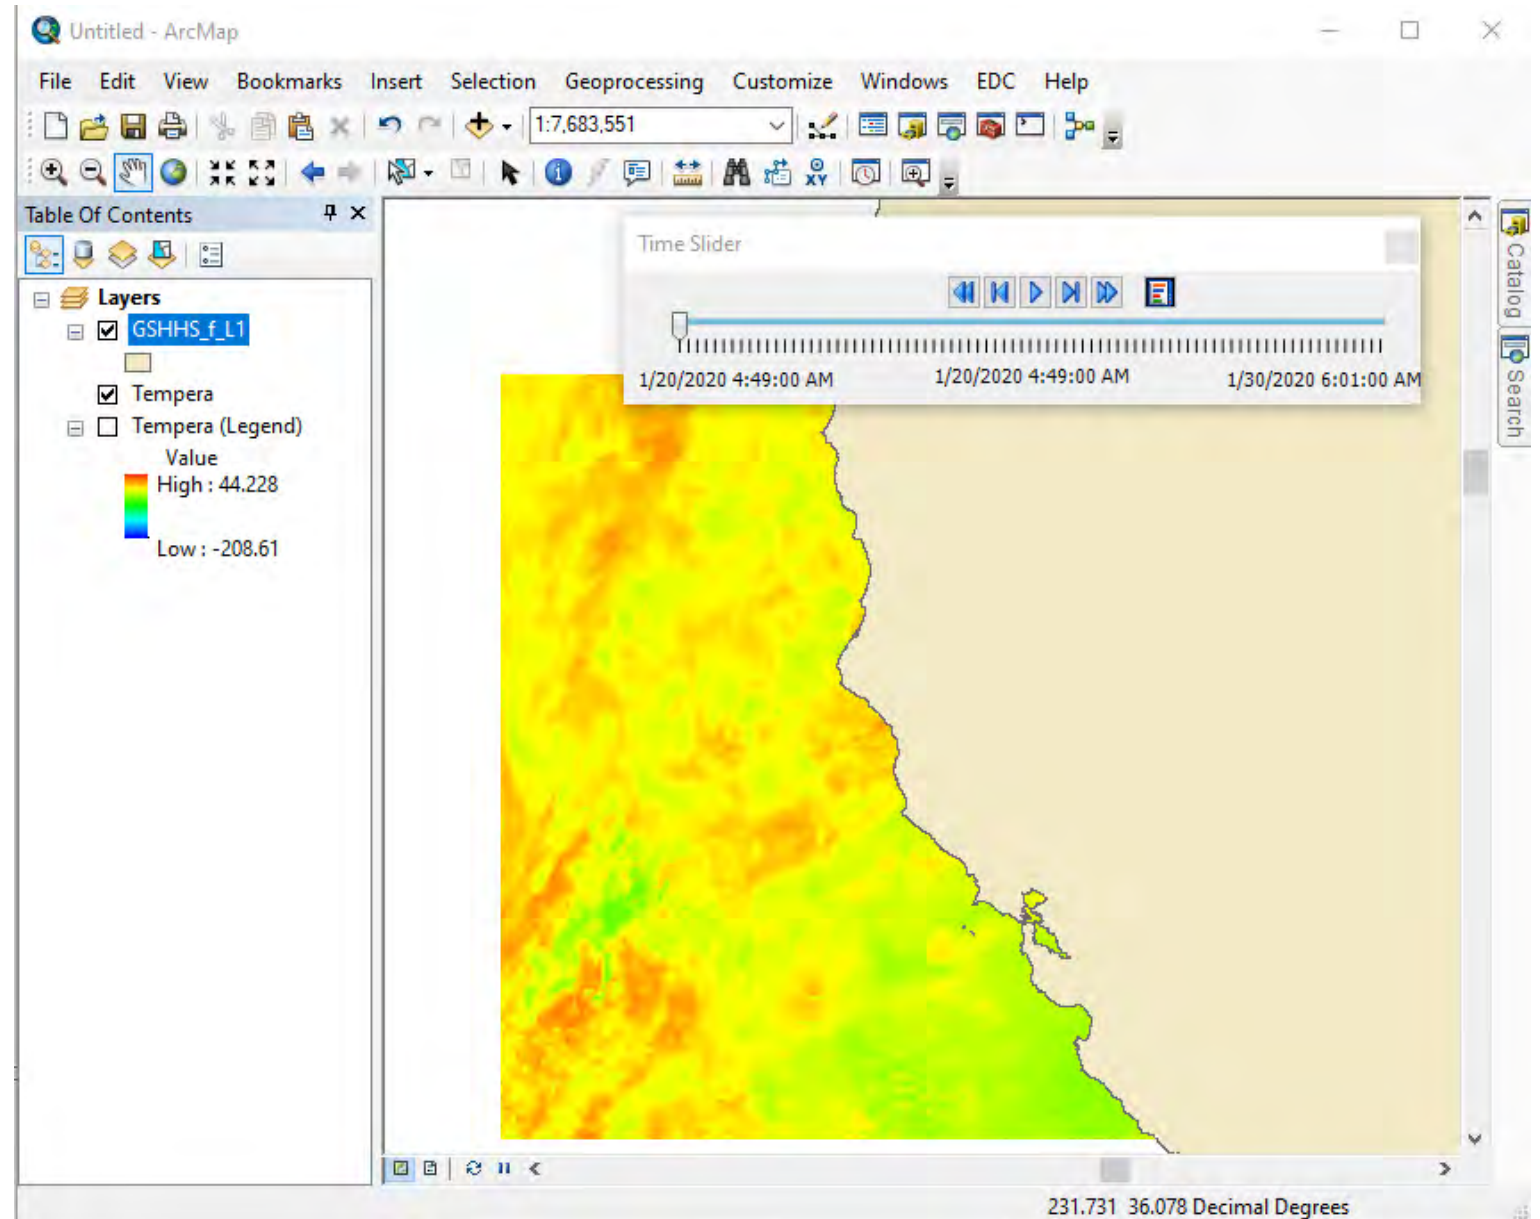 Untitled - ArcMap
File Edit View Bookmarks Insert Selection Geoprocessing Customize Windows EDC Help
1:7,683,551
XY
Table Of Contents
Layers
GSHHS_f_L1
Tempera
Tempera (Legend)
Value
High : 44.228
Low : -208.61
Time Slider
1/20/2020 4:49:00 AM 1/20/2020 4:49:00 AM 1/30/2020 6:01:00 AM
Catalog
Search
231.731 36.078 Decimal Degrees